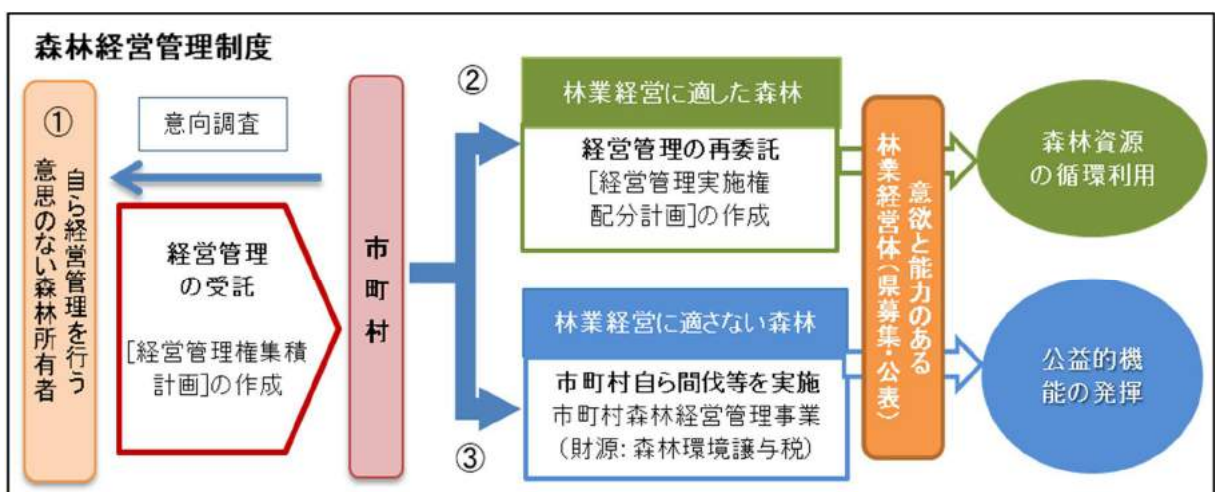 森林経営管理制度
①
自ら経営管理を行う
意思のない森林所有者
意向調査
経営管理
の受託
[経営管理権集積
計画]の作成
市町村
②
林業経営に適した森林
経営管理の再委託
[経営管理実施権
配分計画]の作成
林業経営に適さない森林
市町村自ら間伐等を実施
市町村森林経営管理事業
(財源:森林環境譲与税)
③
意欲と能力のある
林業経営体(県募集・公表)
森林資源
の循環利用
公益的機
能の発揮